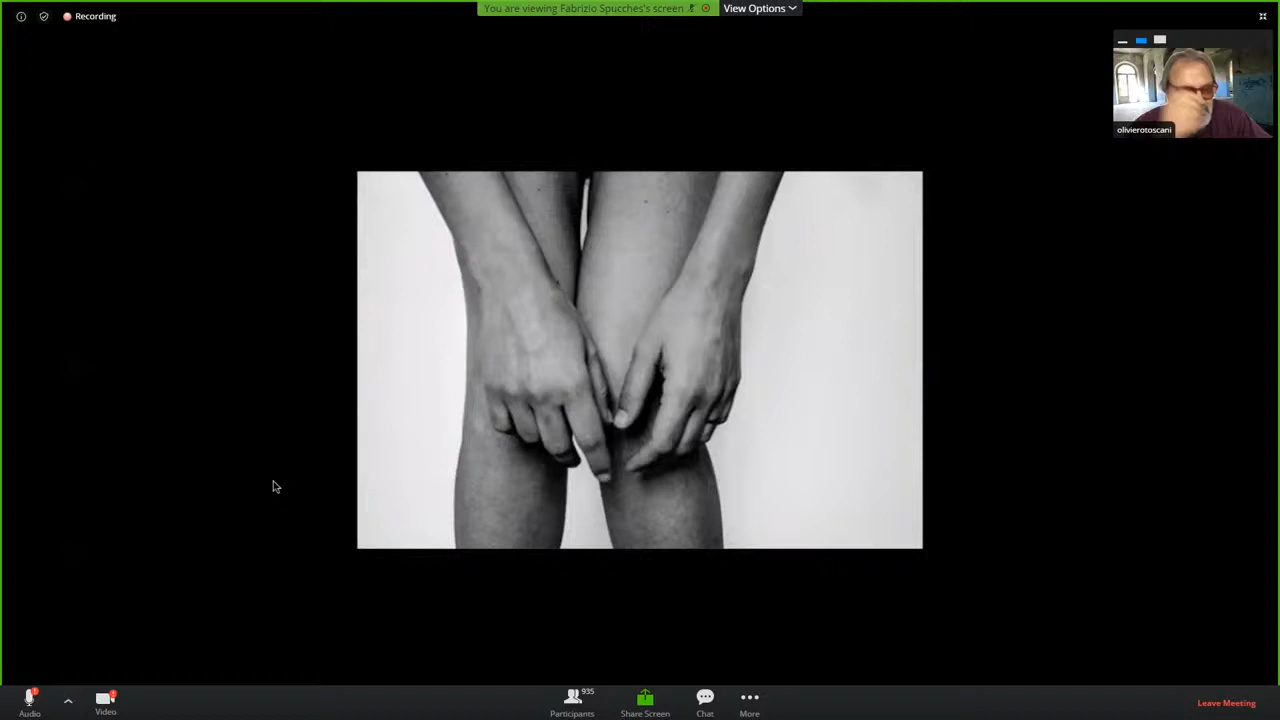 You are viewing Fabrizio Spucches's screen
View Options
Recording
olivierotoscani
Audio
Video
935
Participants
Share Screen
Chat
More
Leave Meeting